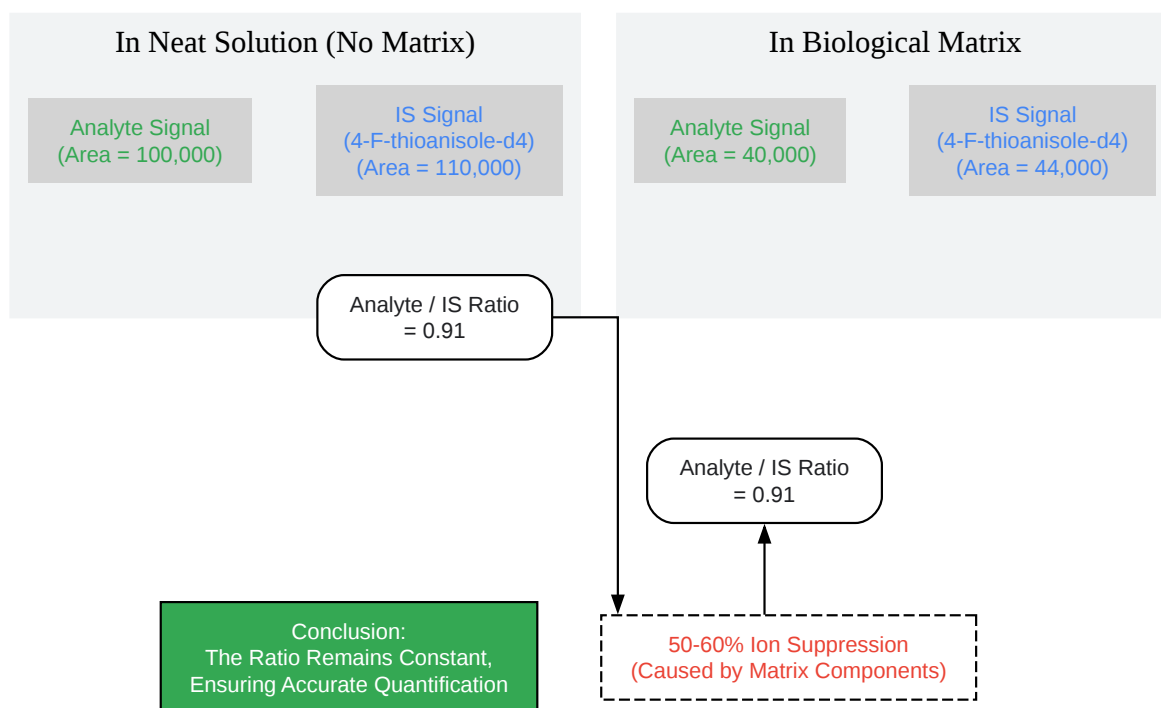 In Neat Solution (No Matrix)
Analyte Signal
(Area = 100,000)
IS Signal
(4-F-thioanisole-d4)
(Area = 110,000)
In Biological Matrix
Analyte Signal
(Area = 40,000)
IS Signal
(4-F-thioanisole-d4)
(Area = 44,000)
Analyte / IS Ratio
= 0.91
Analyte / IS Ratio
= 0.91
Conclusion:
The Ratio Remains Constant,
Ensuring Accurate Quantification
50-60% Ion Suppression
(Caused by Matrix Components)